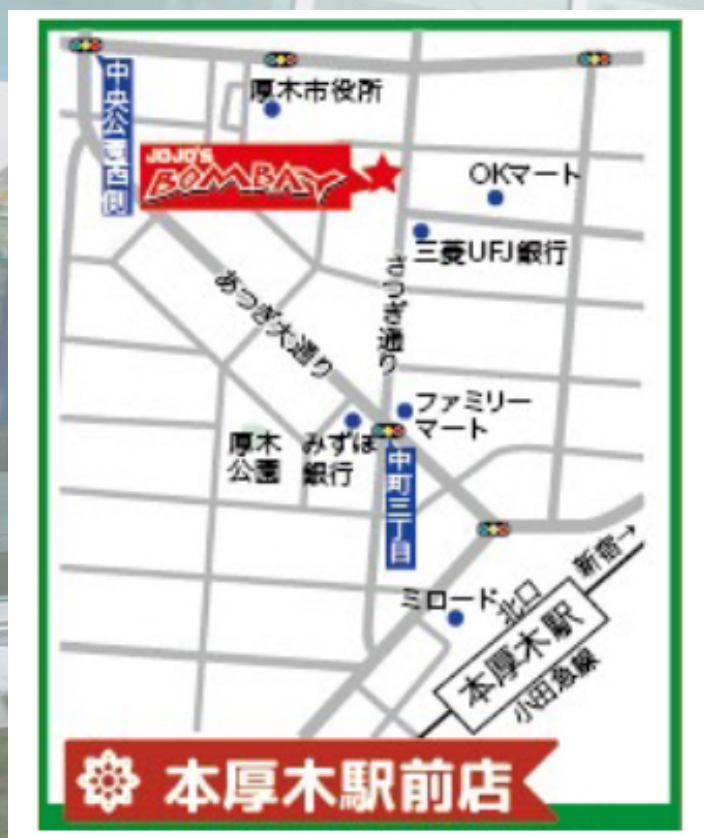 中央公園西側
厚木市役所
JOJO'S
BOMBAY
OKマート
三菱UFJ銀行
さつき通り
あつぎ大通り
ファミリー
マート
厚木
公園
みずほ
銀行
中町三丁目
ミロード
北口
新宿→
本厚木駅
小田急線
本厚木駅前店